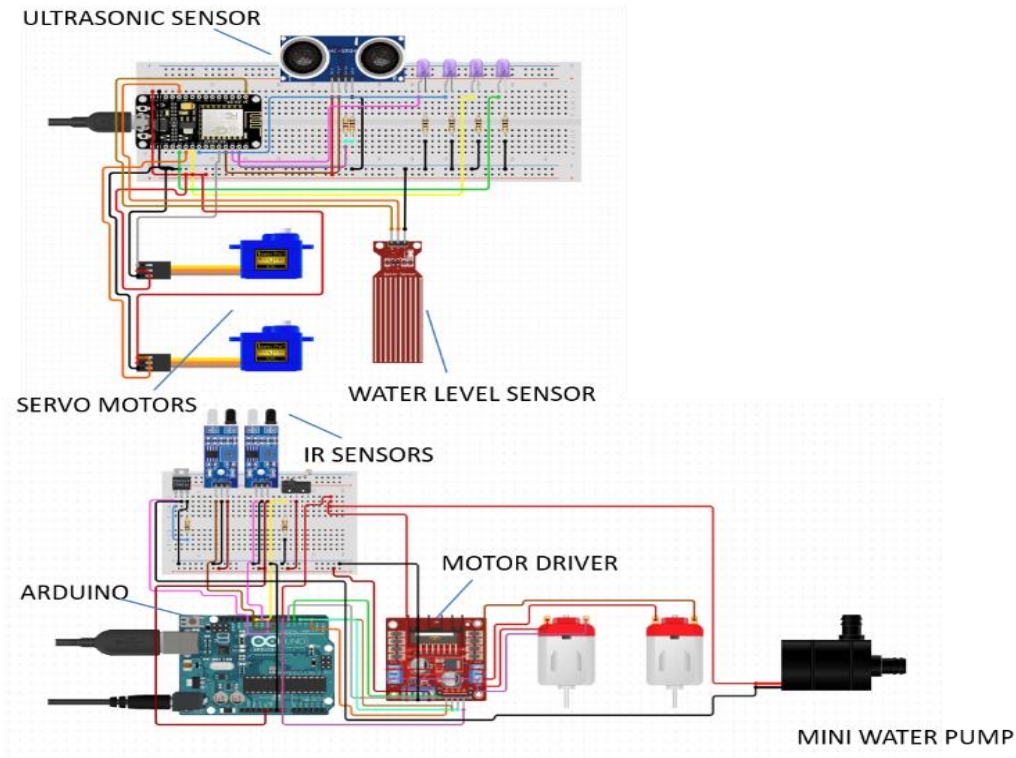 ULTRASONIC SENSOR
SERVO MOTORS
WATER LEVEL SENSOR
IR SENSORS
ARDUINO
MOTOR DRIVER
MINI WATER PUMP